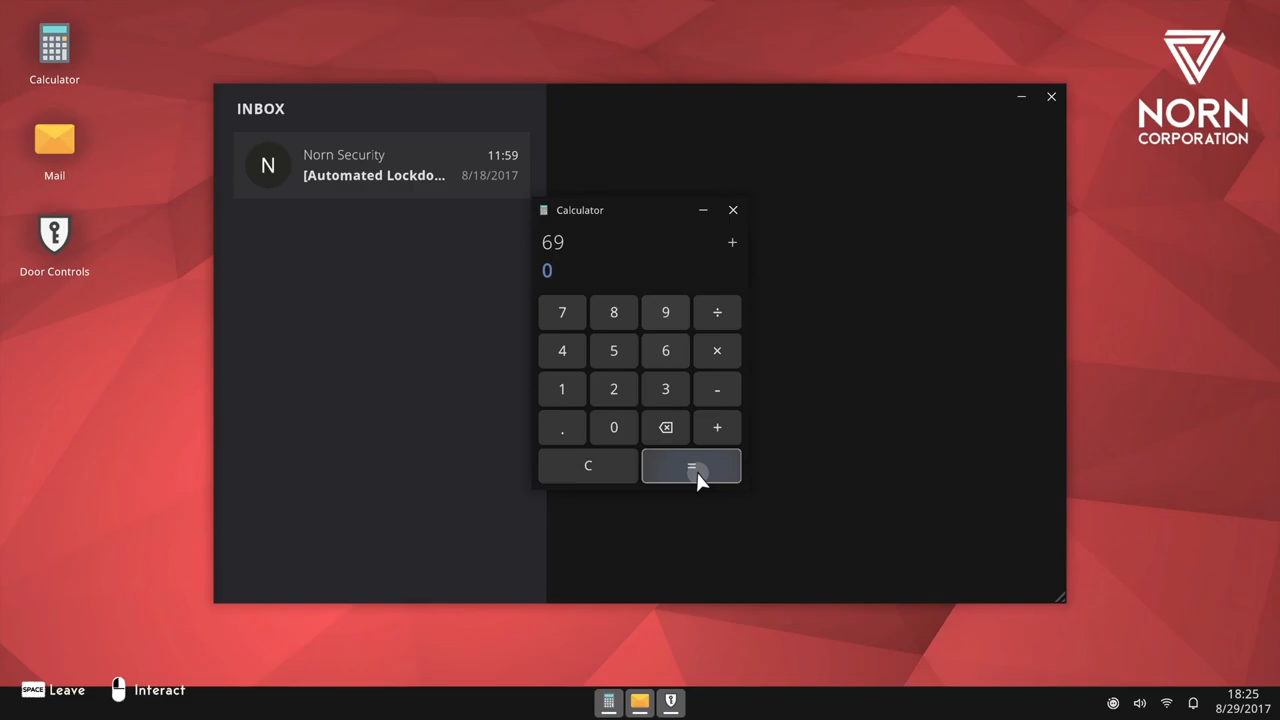 Calculator
Mail
Door Controls
NORN
CORPORATION
INBOX
N
Norn Security 11:59
[Automated Lockdo... 8/18/2017
Calculator
69 +
0
7 8 9 ÷
4 5 6 ×
1 2 3 -
. 0 +
C =
SPACE Leave Interact
18:25
8/29/2017